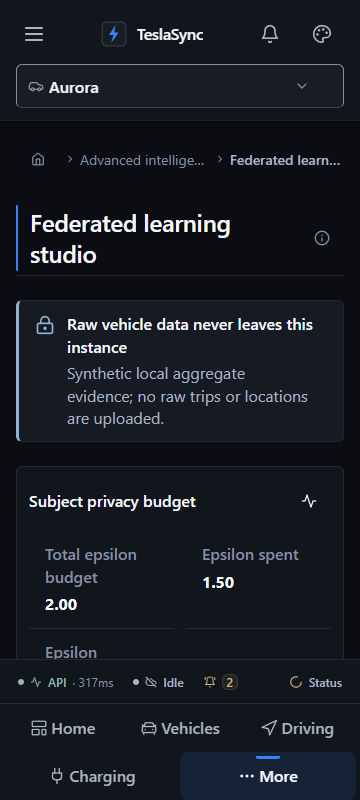 TeslaSync
Aurora
Advanced intellige... Federated learn...
Federated learning
studio
Raw vehicle data never leaves this
instance
Synthetic local aggregate
evidence; no raw trips or locations
are uploaded.
Subject privacy budget
Total epsilon
budget
2.00
Epsilon spent
1.50
Epsilon
API · 317ms Idle 2 Status
Home Vehicles Driving
Charging More